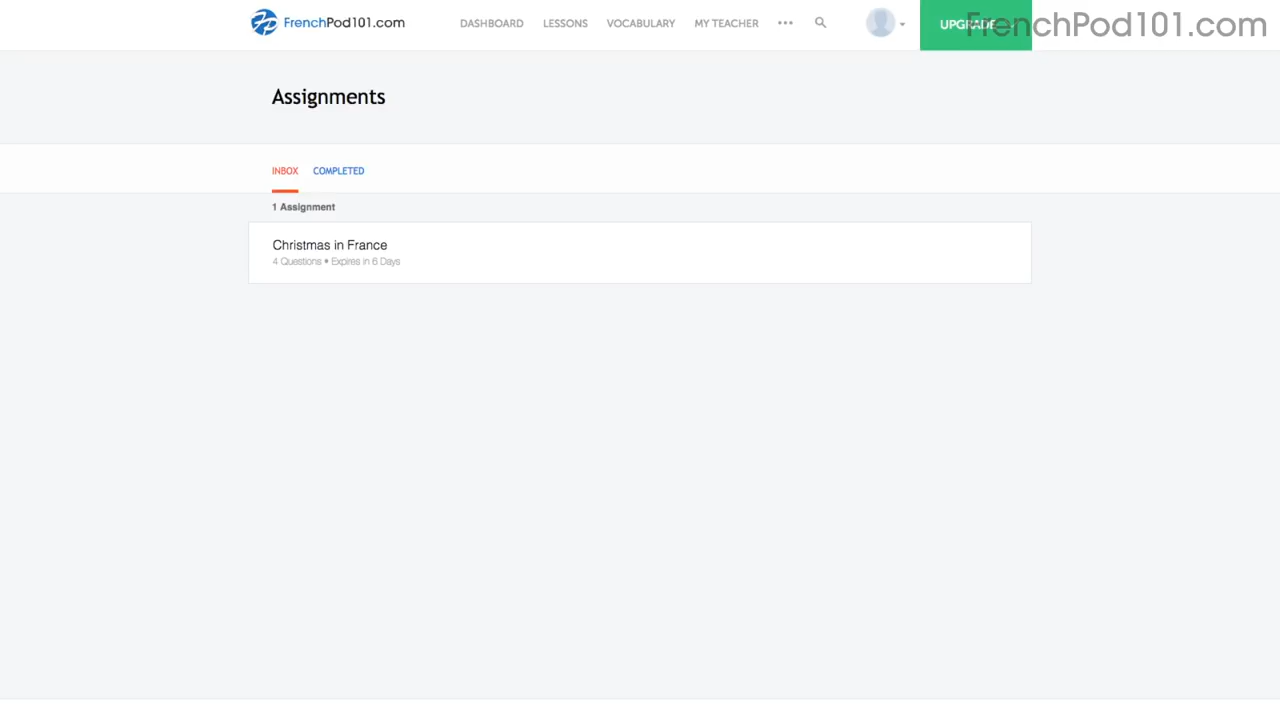 FrenchPod101.com
DASHBOARD LESSONS VOCABULARY MY TEACHER ••• UPGRADE
FrenchPod101.com
Assignments
INBOX COMPLETED
1 Assignment
Christmas in France
4 Questions • Expires in 6 Days